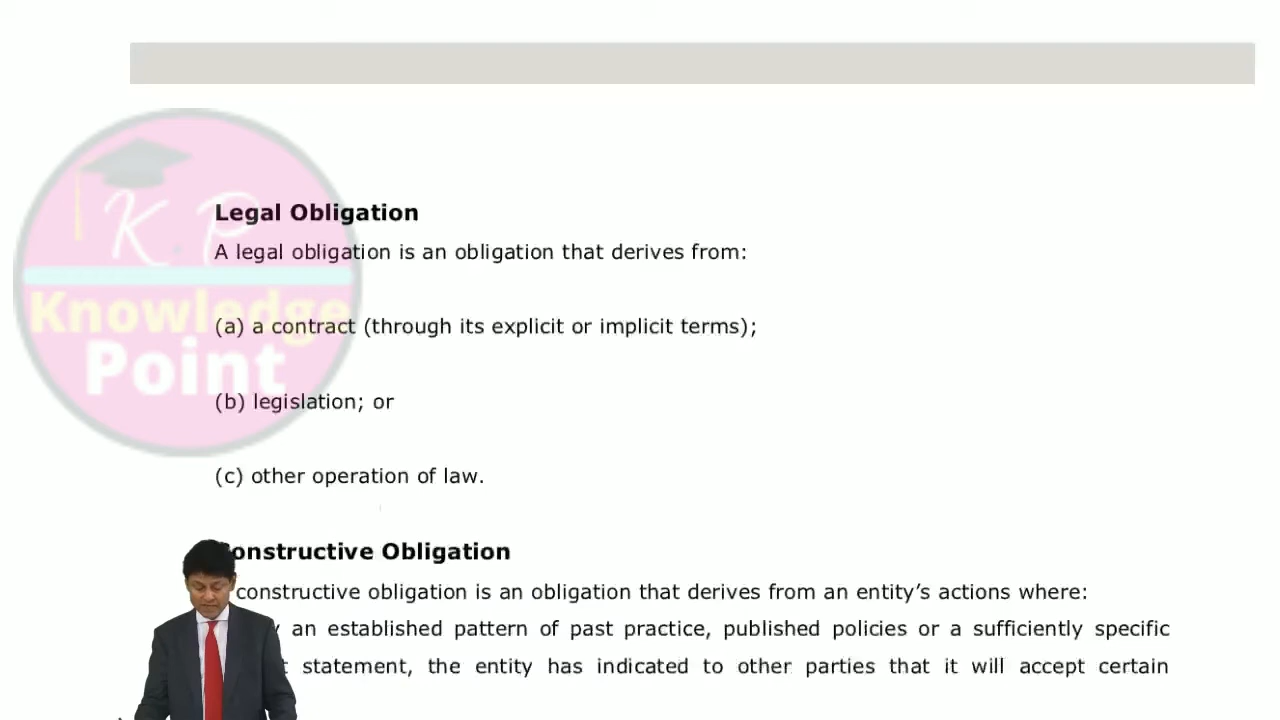 K.P
Knowledge
Point
Legal Obligation
A legal obligation is an obligation that derives from:
(a) a contract (through its explicit or implicit terms);
(b) legislation; or
(c) other operation of law.
onstructive Obligation
constructive obligation is an obligation that derives from an entity’s actions where:
an established pattern of past practice, published policies or a sufficiently specific
statement, the entity has indicated to other parties that it will accept certain